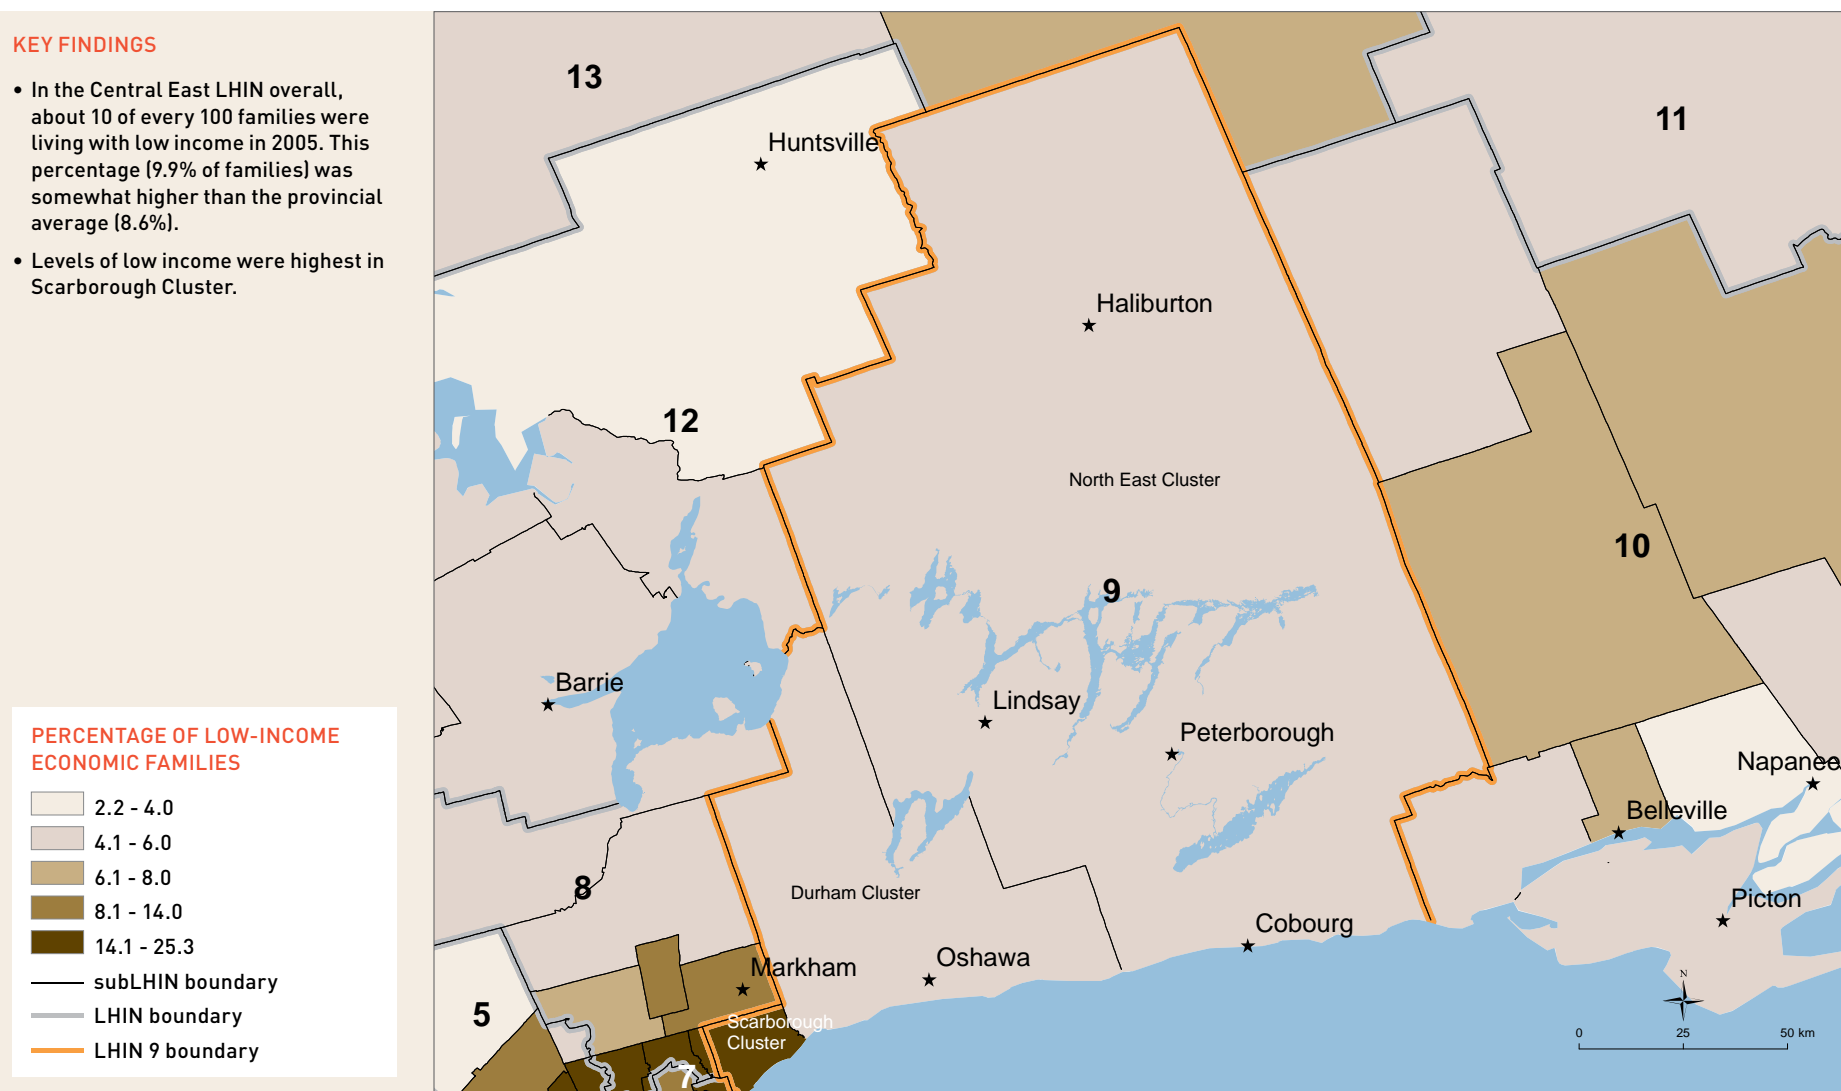 KEY FINDINGS
• In the Central East LHIN overall,
about 10 of every 100 families were
living with low income in 2005. This
percentage (9.9% of families) was
somewhat higher than the provincial
average (8.6%).
• Levels of low income were highest in
Scarborough Cluster.
PERCENTAGE OF LOW-INCOME
ECONOMIC FAMILIES
2.2 - 4.0
4.1 - 6.0
6.1 - 8.0
8.1 - 14.0
14.1 - 25.3
subLHIN boundary
LHIN boundary
LHIN 9 boundary
13
11
Huntsville
Haliburton
12
North East Cluster
10
9
Barrie
Lindsay
Peterborough
Napanee
Belleville
8
Durham Cluster
Picton
Cobourg
Oshawa
Markham
5
Scarborough
Cluster
7
N
0 25 50 km